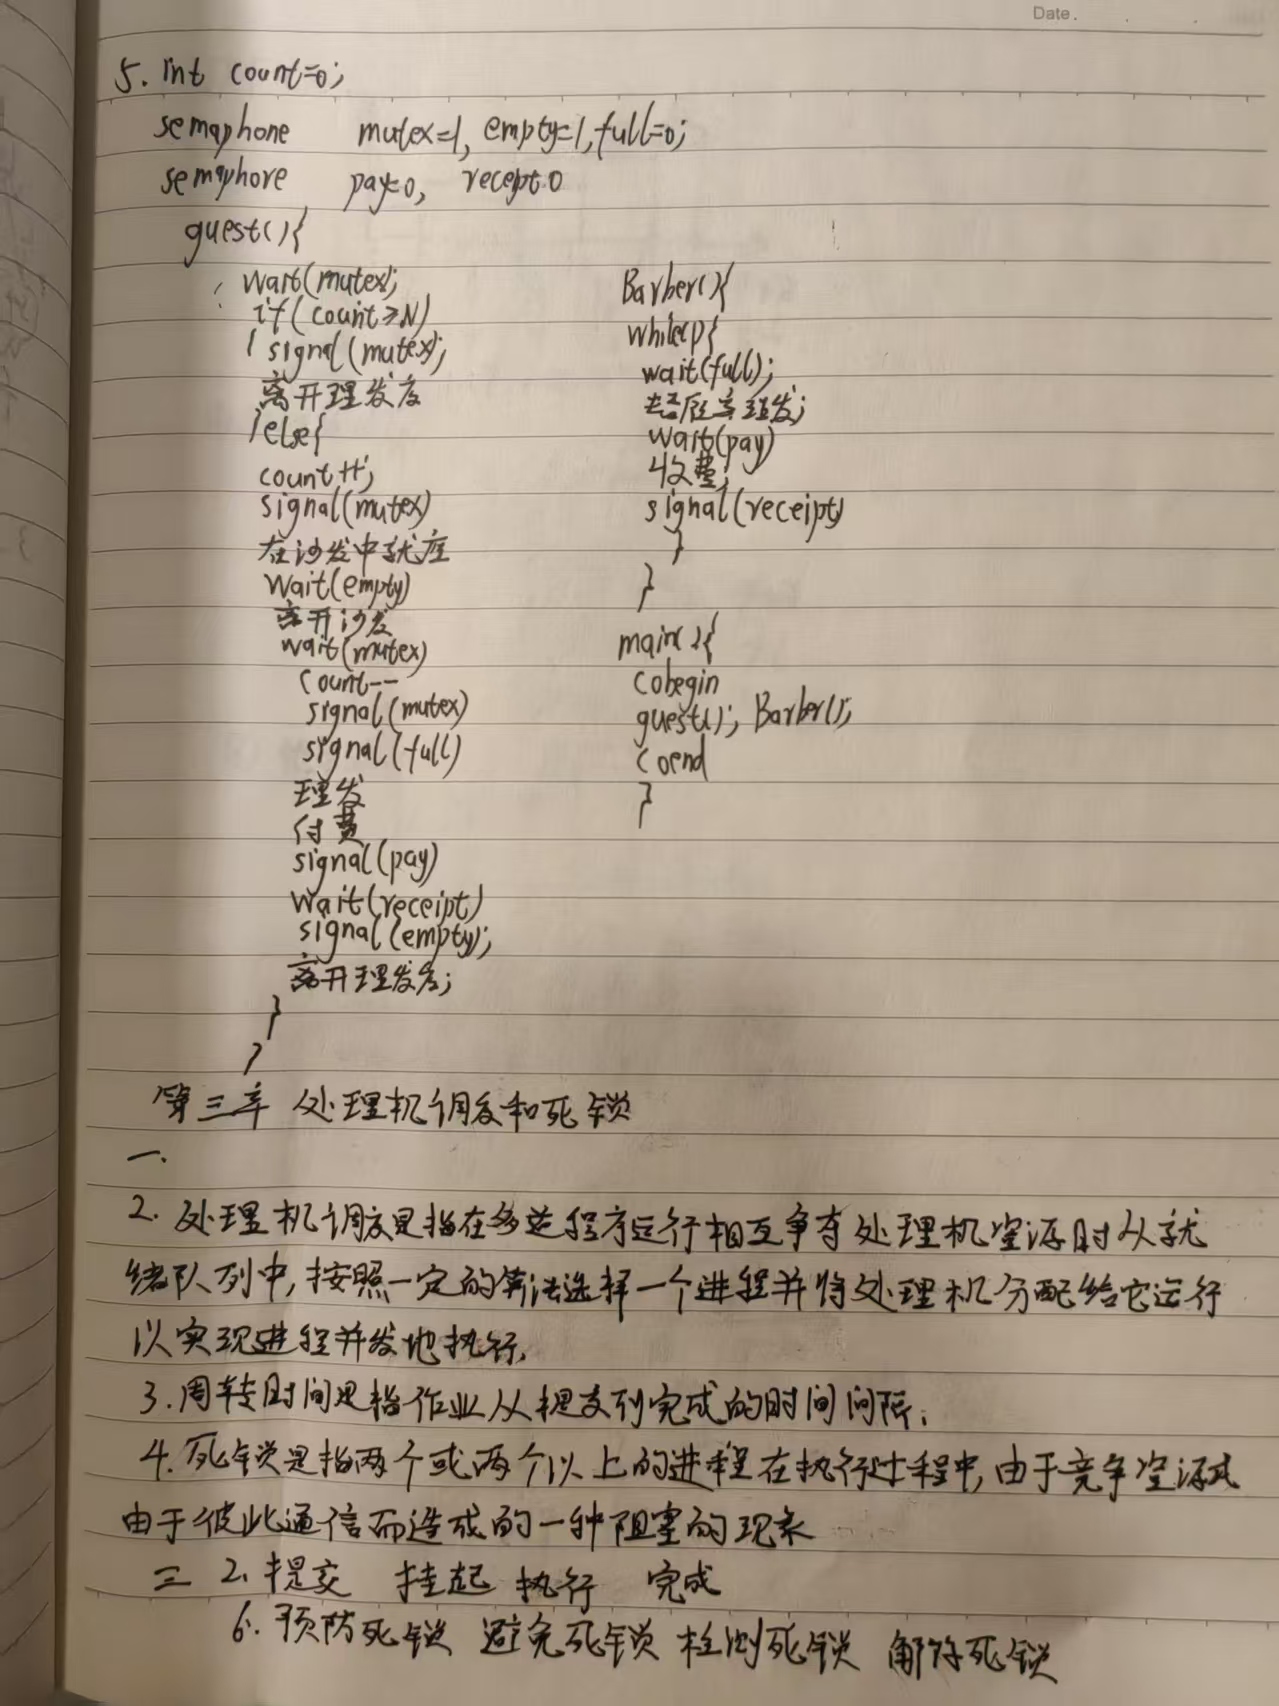 Date.
5. int count=0;
semaphone mutex=1, empty=1, full=0;
semaphore pay=0, recept=0
guest(){
wait(mutex);
if(count≥N)
{ signal(mutex);
离开理发店
}else{
count++;
signal(mutex)
在沙发中就座
wait(empty)
离开沙发
wait(mutex)
count--
signal(mutex)
signal(full)
理发
付费
signal(pay)
wait(receipt)
signal(empty);
离开理发店;
}
}
Barber(){
while(1){
wait(full);
给顾客理发;
wait(pay)
收费;
signal(receipt)
}
}
main(){
Cobegin
guest(); Barber();
Coend
}
第三章 处理机调度和死锁
一.
2. 处理机调度是指在多道程序运行相互争夺处理机资源时从就
绪队列中,按照一定的算法选择一个进程并将处理机分配给它运行
以实现进程并发地执行.
3. 周转时间是指作业从提交到完成的时间间隔;
4. 死锁是指两个或两个以上的进程在执行过程中,由于竞争资源或
由于彼此通信而造成的一种阻塞的现象
二 2. 提交 挂起 执行 完成
6. 预防死锁 避免死锁 检测死锁 解除死锁